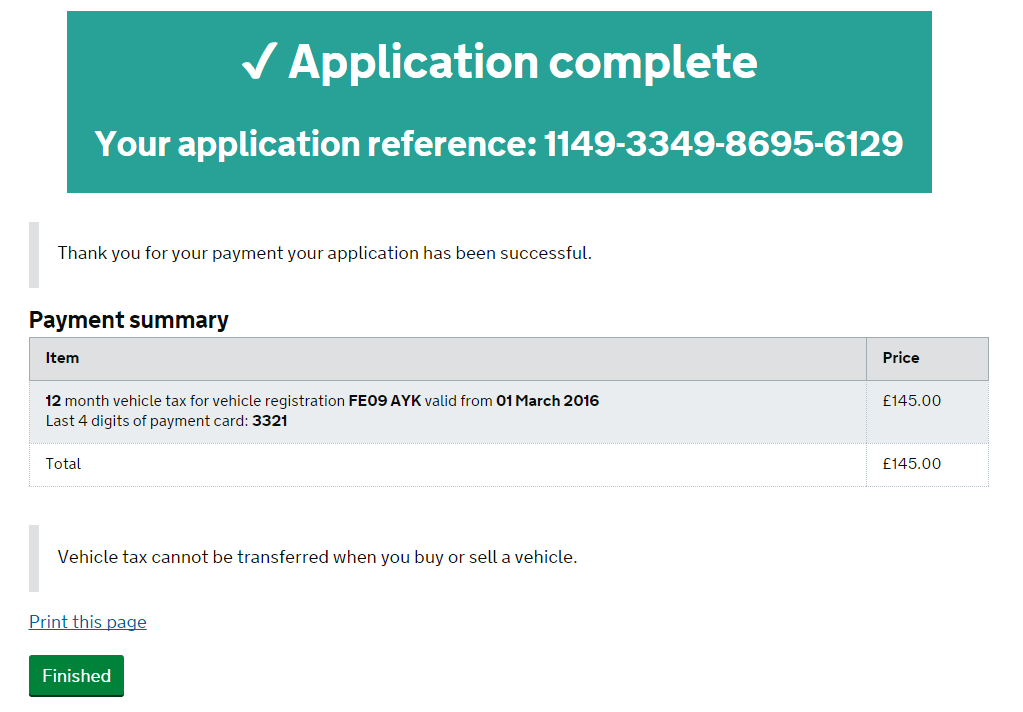 ✓ Application complete
Your application reference: 1149-3349-8695-6129
Thank you for your payment your application has been successful.
Payment summary
Item Price
12 month vehicle tax for vehicle registration FE09 AYK valid from 01 March 2016 £145.00
Last 4 digits of payment card: 3321
Total £145.00
Vehicle tax cannot be transferred when you buy or sell a vehicle.
Print this page
Finished